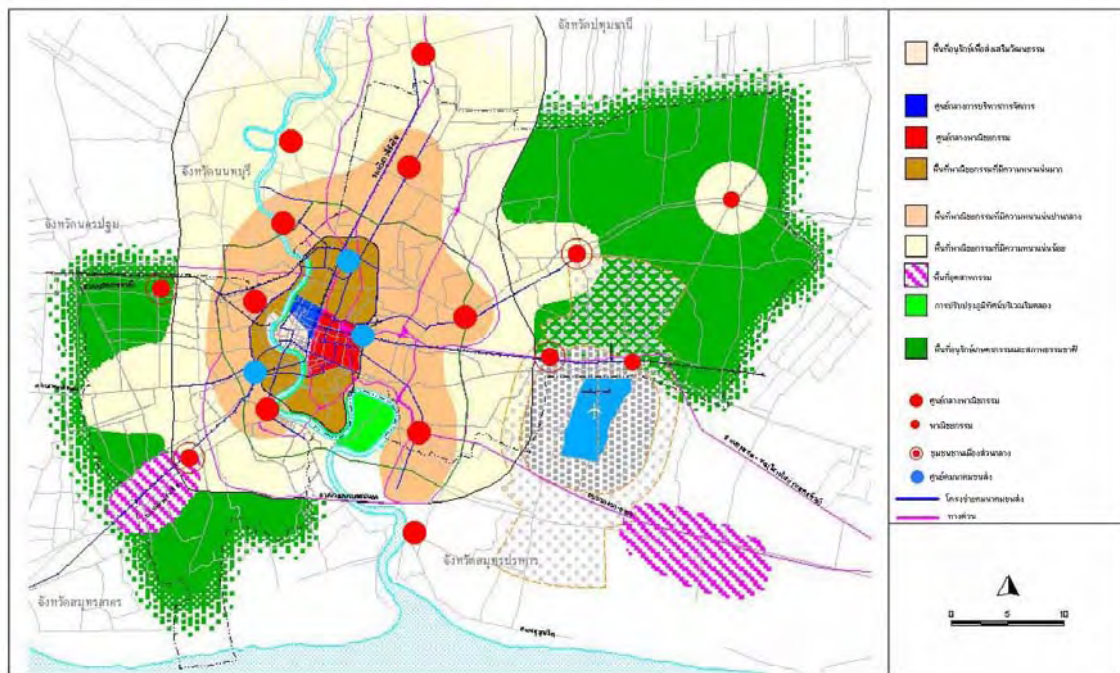 จังหวัดปทุมธานี
จังหวัดนนทบุรี
จังหวัดนครปฐม
จังหวัดสมุทรปราการ
จังหวัดสมุทรสาคร
ถนนสุขุมวิท
พื้นที่อนุรักษ์เพื่อส่งเสริมวัฒนธรรม
ศูนย์กลางการบริหารการจัดการ
ศูนย์กลางพาณิชยกรรม
พื้นที่พาณิชยกรรมที่มีความหนาแน่นมาก
พื้นที่พาณิชยกรรมที่มีความหนาแน่นปานกลาง
พื้นที่พาณิชยกรรมที่มีความหนาแน่นน้อย
พื้นที่อุตสาหกรรม
การปรับปรุงภูมิทัศน์บริเวณริมคลอง
พื้นที่อนุรักษ์เกษตรกรรมและสภาพธรรมชาติ
ศูนย์กลางพาณิชยกรรม
พาณิชยกรรม
ชุมชนชานเมืองส่วนกลาง
ศูนย์คมนาคมขนส่ง
โครงข่ายคมนาคมขนส่ง
ทางด่วน
0 5 10